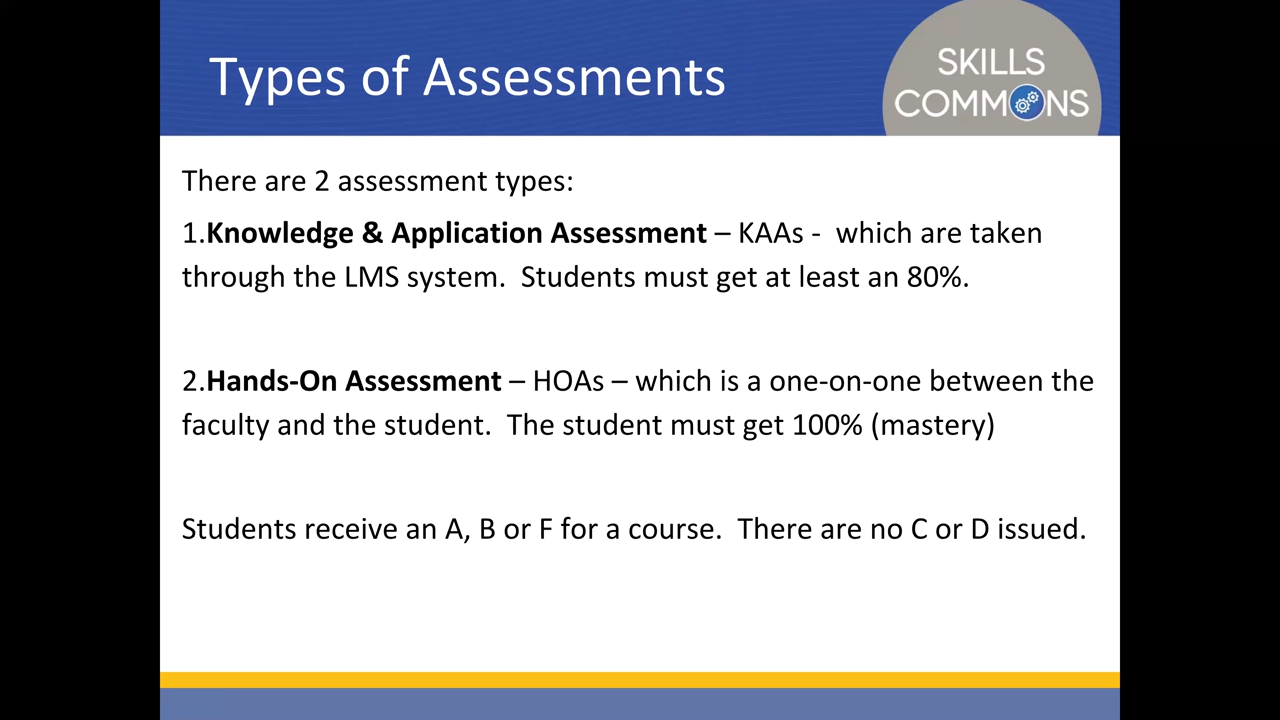 Types of Assessments
SKILLS
COMMONS
There are 2 assessment types:
1.Knowledge & Application Assessment – KAAs -  which are taken
through the LMS system.  Students must get at least an 80%.
2.Hands-On Assessment – HOAs – which is a one-on-one between the
faculty and the student.  The student must get 100% (mastery)
Students receive an A, B or F for a course.  There are no C or D issued.